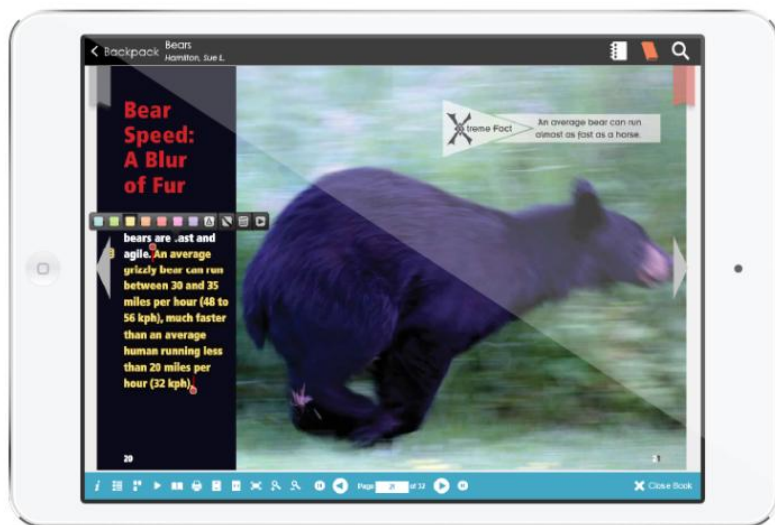 Backpack
Bears
Hamilton, Sue L.
Bear
Speed:
A Blur
of Fur
Xtreme Fact
An average bear can run
almost as fast as a horse.
bears are fast and
agile. An average
grizzly bear can run
between 30 and 35
miles per hour (48 to
56 kph), much faster
than an average
human running less
than 20 miles per
hour (32 kph).
20
21
Page 21 of 32
Close Book